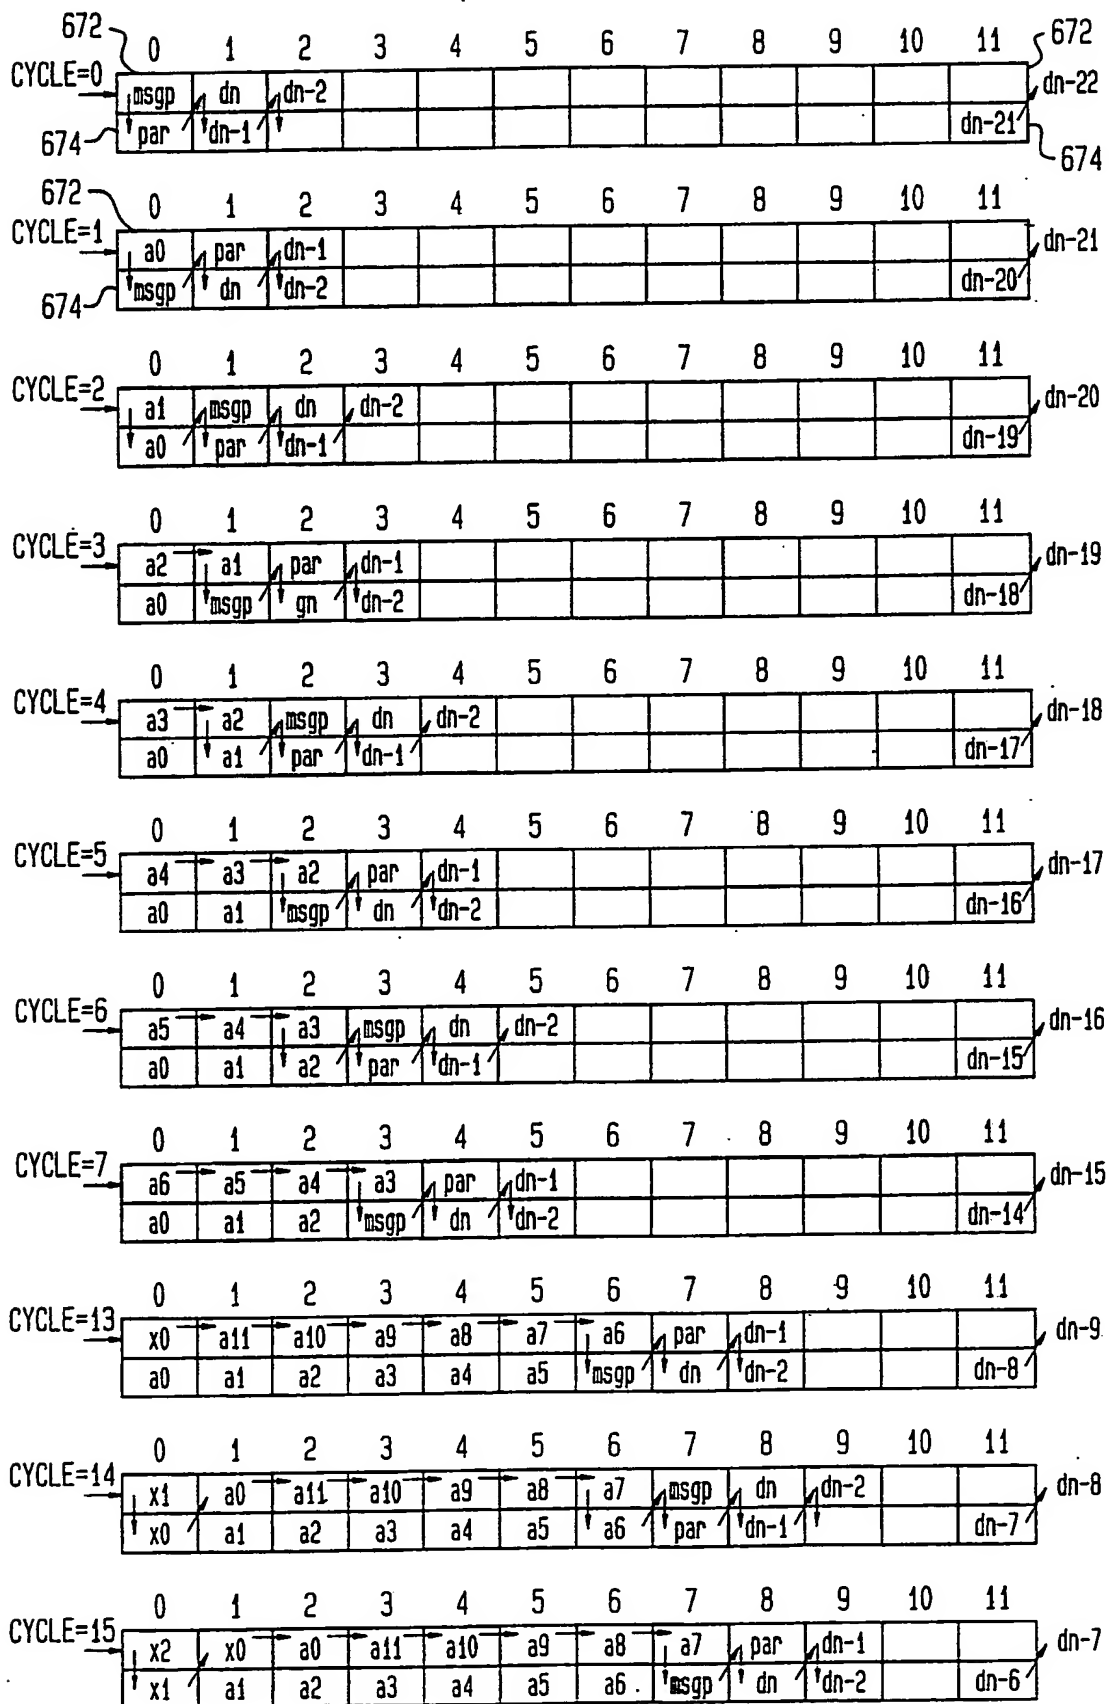 672 0 1 2 3 4 5 6 7 8 9 10 11 672
CYCLE=0 msgp dn dn-2 dn-22
674 par dn-1 dn-21 674
672 0 1 2 3 4 5 6 7 8 9 10 11
CYCLE=1 a0 par dn-1 dn-21
674 msgp dn dn-2 dn-20
0 1 2 3 4 5 6 7 8 9 10 11
CYCLE=2 a1 msgp dn dn-2 dn-20
a0 par dn-1 dn-19
0 1 2 3 4 5 6 7 8 9 10 11
CYCLE=3 a2 a1 par dn-1 dn-19
a0 msgp gn dn-2 dn-18
0 1 2 3 4 5 6 7 8 9 10 11
CYCLE=4 a3 a2 msgp dn dn-2 dn-18
a0 a1 par dn-1 dn-17
0 1 2 3 4 5 6 7 8 9 10 11
CYCLE=5 a4 a3 a2 par dn-1 dn-17
a0 a1 msgp dn dn-2 dn-16
0 1 2 3 4 5 6 7 8 9 10 11
CYCLE=6 a5 a4 a3 msgp dn dn-2 dn-16
a0 a1 a2 par dn-1 dn-15
0 1 2 3 4 5 6 7 8 9 10 11
CYCLE=7 a6 a5 a4 a3 par dn-1 dn-15
a0 a1 a2 msgp dn dn-2 dn-14
0 1 2 3 4 5 6 7 8 9 10 11
CYCLE=13 x0 a11 a10 a9 a8 a7 a6 par dn-1 dn-9
a0 a1 a2 a3 a4 a5 msgp dn dn-2 dn-8
0 1 2 3 4 5 6 7 8 9 10 11
CYCLE=14 x1 a0 a11 a10 a9 a8 a7 msgp dn dn-2 dn-8
x0 a1 a2 a3 a4 a5 a6 par dn-1 dn-7
0 1 2 3 4 5 6 7 8 9 10 11
CYCLE=15 x2 x0 a0 a11 a10 a9 a8 a7 par dn-1 dn-7
x1 a1 a2 a3 a4 a5 a6 msgp dn dn-2 dn-6